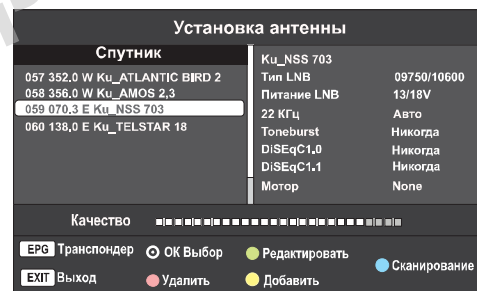 Установка антенны
Спутник
057 352.0 W Ku_ATLANTIC BIRD 2
058 356.0 W Ku_AMOS 2,3
059 070.3 E Ku_NSS 703
060 138.0 E Ku_TELSTAR 18
Ku_NSS 703
Тип LNB 09750/10600
Питание LNB 13/18V
22 КГц Авто
Toneburst Никогда
DiSEqC1.0 Никогда
DiSEqC1.1 Никогда
Мотор None
Качество
EPG Транспондер OK Выбор Редактировать Сканирование
EXIT Выход Удалить Добавить